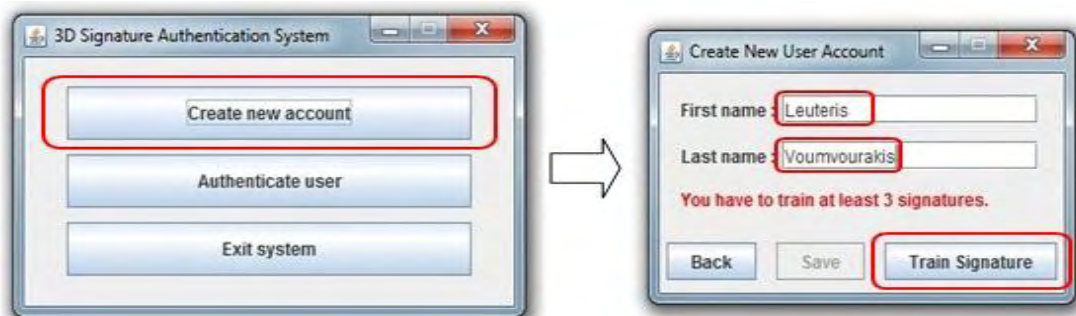 3D Signature Authentication System
Create new account
Authenticate user
Exit system
Create New User Account
First name : Leuteris
Last name : Voumvourakis
You have to train at least 3 signatures.
Back Save Train Signature